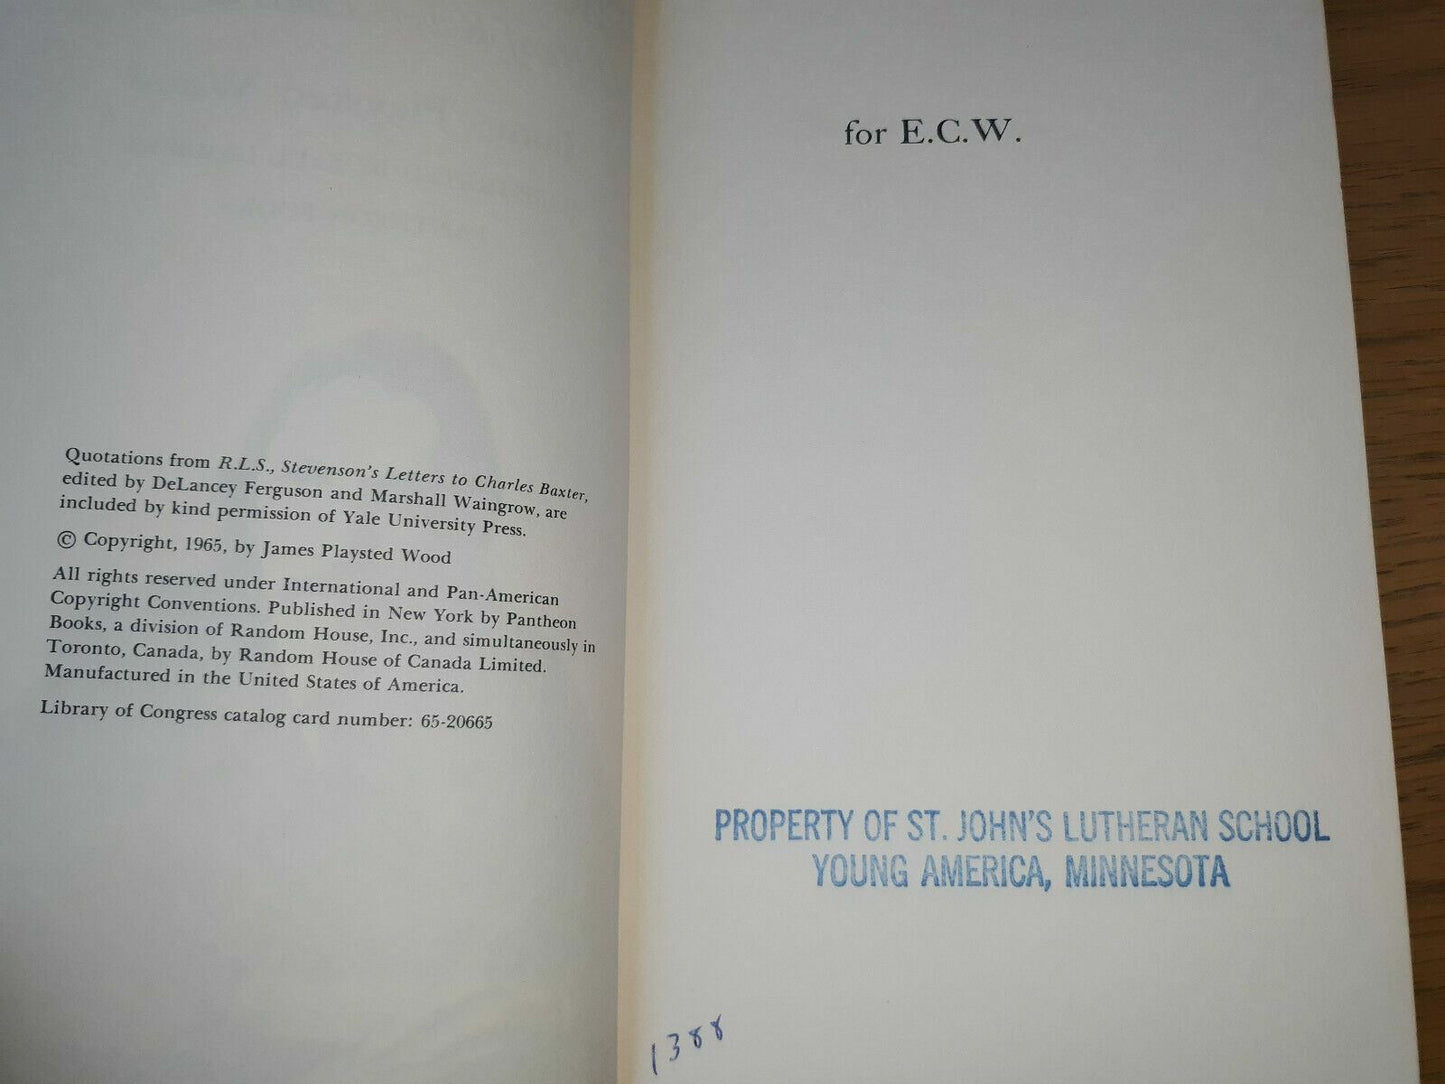 Quotations from R.L.S., Stevenson's Letters to Charles Baxter,
edited by DeLancey Ferguson and Marshall Waingrow, are
included by kind permission of Yale University Press.
© Copyright, 1965, by James Playsted Wood
All rights reserved under International and Pan-American
Copyright Conventions. Published in New York by Pantheon
Books, a division of Random House, Inc., and simultaneously in
Toronto, Canada, by Random House of Canada Limited.
Manufactured in the United States of America.
Library of Congress catalog card number: 65-20665
for E.C.W.
PROPERTY OF ST. JOHN'S LUTHERAN SCHOOL
YOUNG AMERICA, MINNESOTA
1388